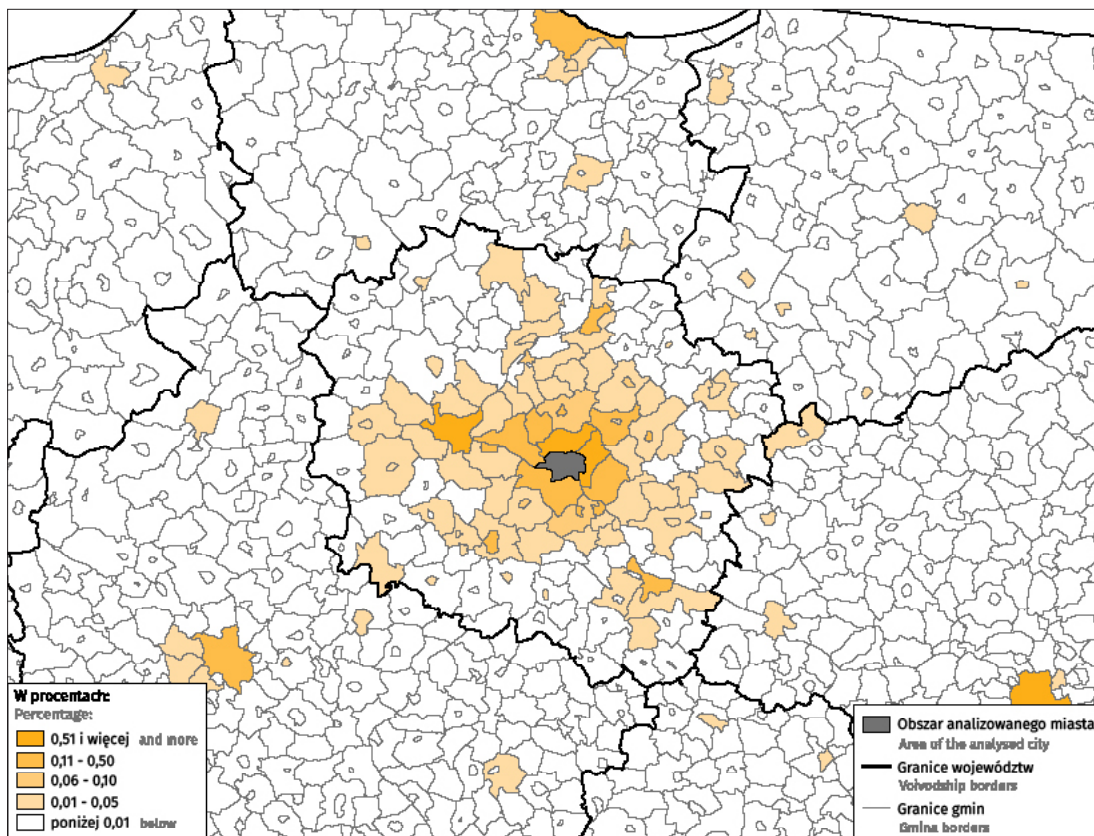 W procentach:
Percentage:
0,51 i więcej and more
0,11 - 0,50
0,06 - 0,10
0,01 - 0,05
poniżej 0,01 below
Obszar analizowanego miasta
Area of the analysed city
Granice województw
Voivodship borders
Granice gmin
Gmina borders